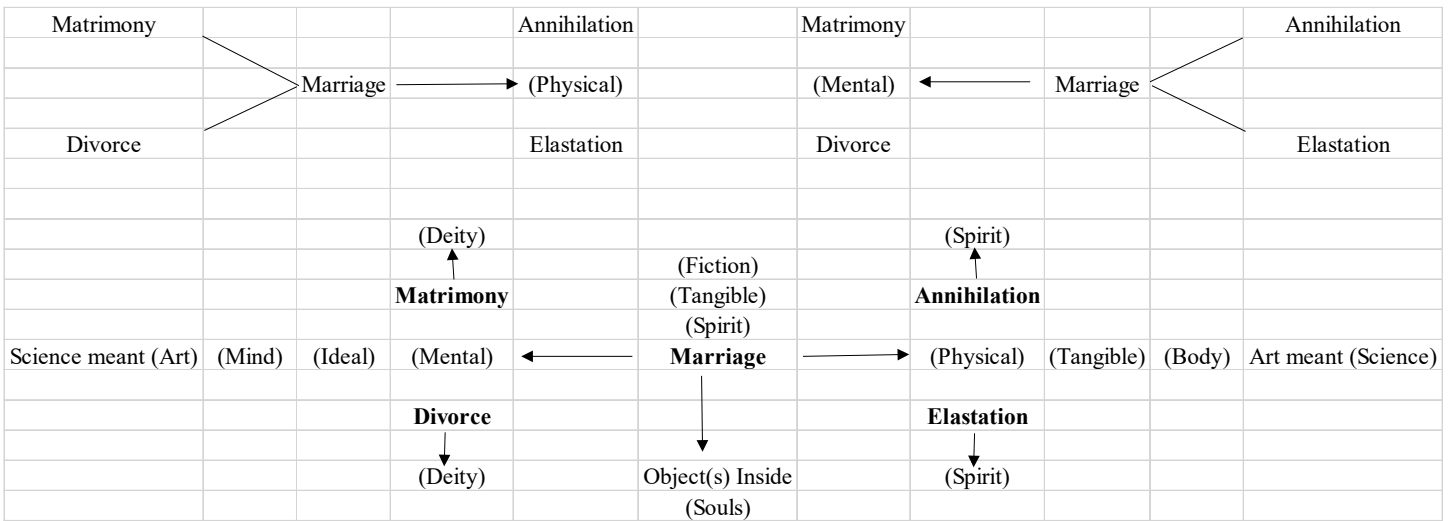 Matrimony Annihilation Matrimony Annihilation
Marriage (Physical) (Mental) Marriage
Divorce Elastation Divorce Elastation
(Deity) (Spirit)
(Fiction)
Matrimony (Tangible) Annihilation
(Spirit)
Science meant (Art) (Mind) (Ideal) (Mental) Marriage (Physical) (Tangible) (Body) Art meant (Science)
Divorce Elastation
(Deity) Object(s) Inside (Spirit)
(Souls)